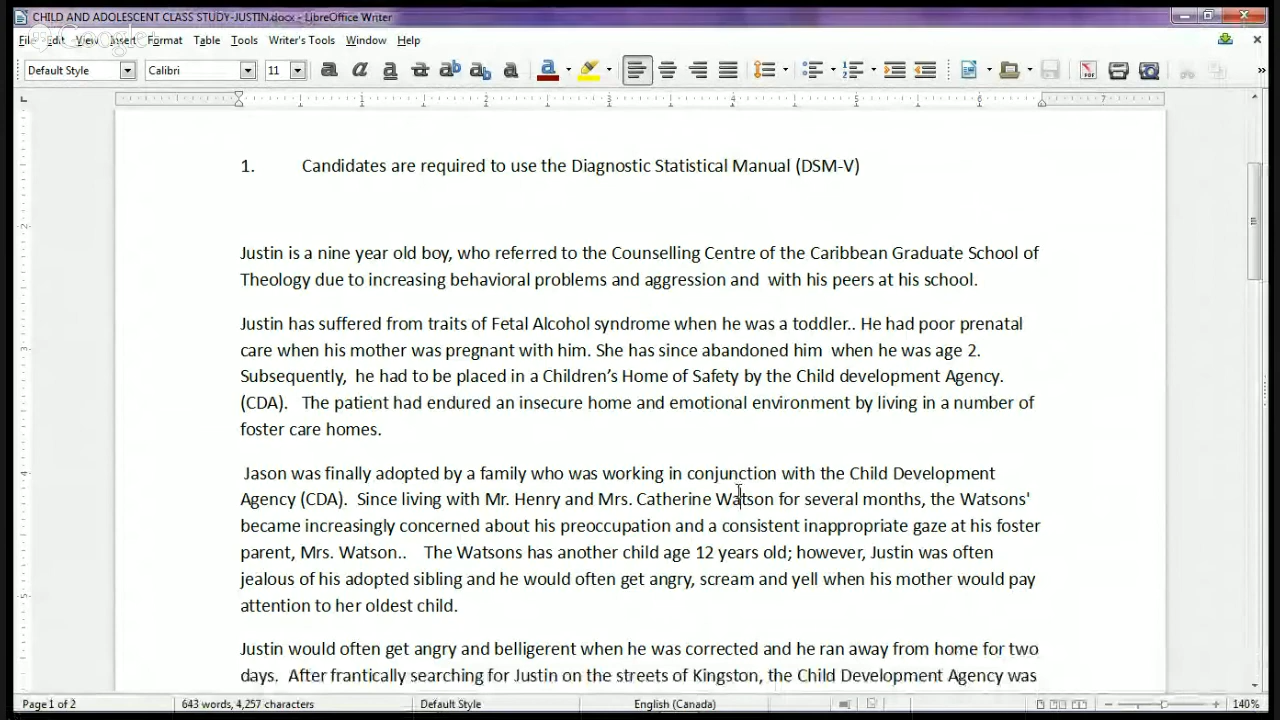 CHILD AND ADOLESCENT CLASS STUDY-JUSTIN.docx - LibreOffice Writer
File Edit View Insert Format Table Tools Writer's Tools Window Help
Google+
Default Style Calibri 11
1 2 3 4 5 6 7
1. Candidates are required to use the Diagnostic Statistical Manual (DSM-V)
2
Justin is a nine year old boy, who referred to the Counselling Centre of the Caribbean Graduate School of
Theology due to increasing behavioral problems and aggression and  with his peers at his school.
Justin has suffered from traits of Fetal Alcohol syndrome when he was a toddler.. He had poor prenatal
3
care when his mother was pregnant with him. She has since abandoned him  when he was age 2.
Subsequently,  he had to be placed in a Children's Home of Safety by the Child development Agency.
(CDA).   The patient had endured an insecure home and emotional environment by living in a number of
foster care homes.
Jason was finally adopted by a family who was working in conjunction with the Child Development
4
Agency (CDA).  Since living with Mr. Henry and Mrs. Catherine Watson for several months, the Watsons'
became increasingly concerned about his preoccupation and a consistent inappropriate gaze at his foster
parent, Mrs. Watson..    The Watsons has another child age 12 years old; however, Justin was often
jealous of his adopted sibling and he would often get angry, scream and yell when his mother would pay
5
attention to her oldest child.
Justin would often get angry and belligerent when he was corrected and he ran away from home for two
days.  After frantically searching for Justin on the streets of Kingston, the Child Development Agency was
Page 1 of 2 643 words, 4,257 characters Default Style English (Canada) 140%